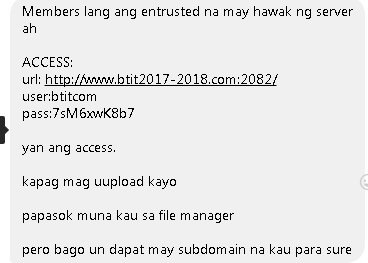 Members lang ang entrusted na may hawak ng server
ah
ACCESS:
url: http://www.btit2017-2018.com:2082/
user:btitcom
pass:7sM6xwK8b7
yan ang access.
kapag mag uupload kayo
papasok muna kau sa file manager
pero bago un dapat may subdomain na kau para sure